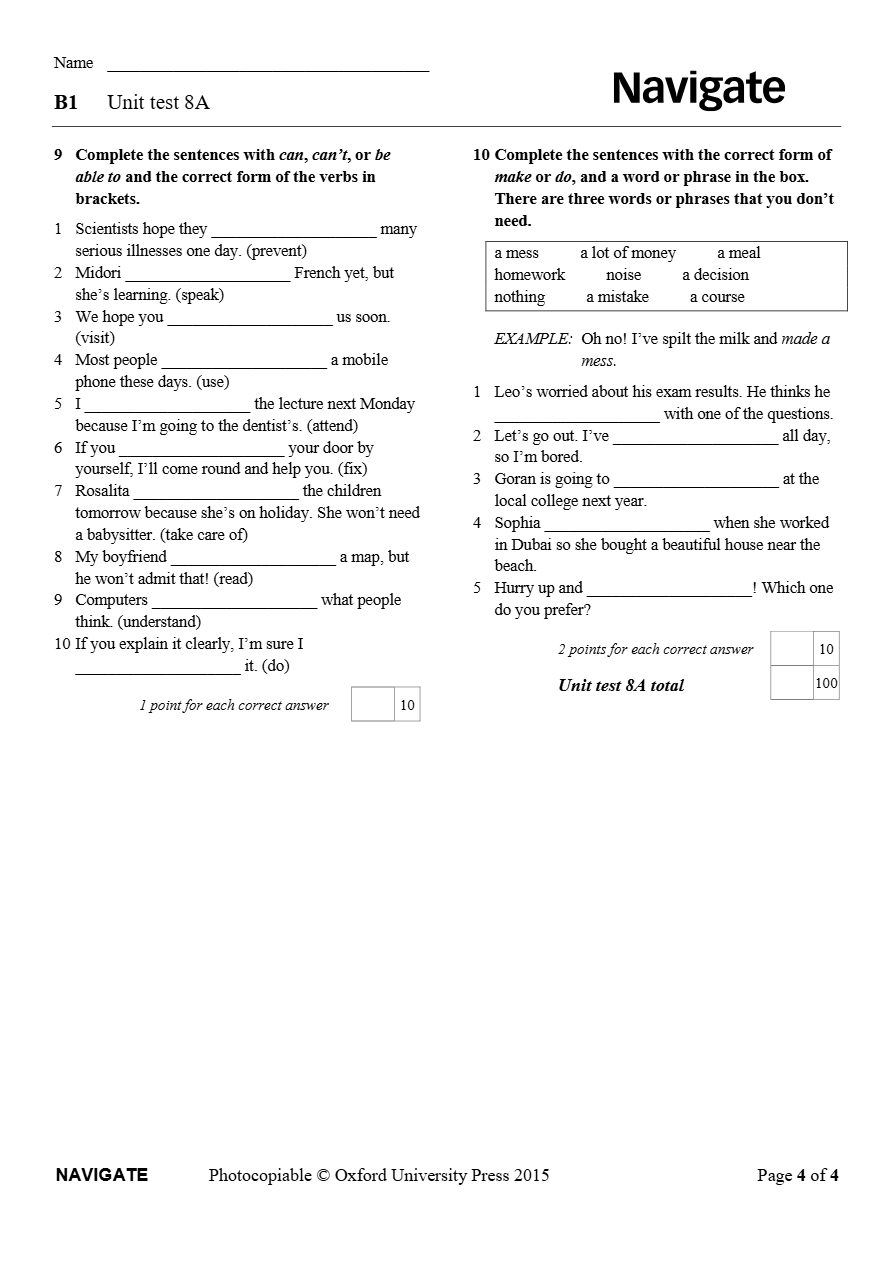 Name ______________________________________
Navigate
B1 Unit test 8A
9 Complete the sentences with can, can’t, or be
able to and the correct form of the verbs in
brackets.
1 Scientists hope they ____________________ many
serious illnesses one day. (prevent)
2 Midori ____________________ French yet, but
she’s learning. (speak)
3 We hope you ____________________ us soon.
(visit)
4 Most people ____________________ a mobile
phone these days. (use)
5 I ____________________ the lecture next Monday
because I’m going to the dentist’s. (attend)
6 If you ____________________ your door by
yourself, I’ll come round and help you. (fix)
7 Rosalita ____________________ the children
tomorrow because she’s on holiday. She won’t need
a babysitter. (take care of)
8 My boyfriend ____________________ a map, but
he won’t admit that! (read)
9 Computers ____________________ what people
think. (understand)
10 If you explain it clearly, I’m sure I
____________________ it. (do)
1 point for each correct answer 10
10 Complete the sentences with the correct form of
make or do, and a word or phrase in the box.
There are three words or phrases that you don’t
need.
a mess a lot of money a meal
homework noise a decision
nothing a mistake a course
EXAMPLE: Oh no! I’ve spilt the milk and made a
mess.
1 Leo’s worried about his exam results. He thinks he
____________________ with one of the questions.
2 Let’s go out. I’ve ____________________ all day,
so I’m bored.
3 Goran is going to ____________________ at the
local college next year.
4 Sophia ____________________ when she worked
in Dubai so she bought a beautiful house near the
beach.
5 Hurry up and ____________________! Which one
do you prefer?
2 points for each correct answer 10
Unit test 8A total 100
NAVIGATE Photocopiable © Oxford University Press 2015 Page 4 of 4